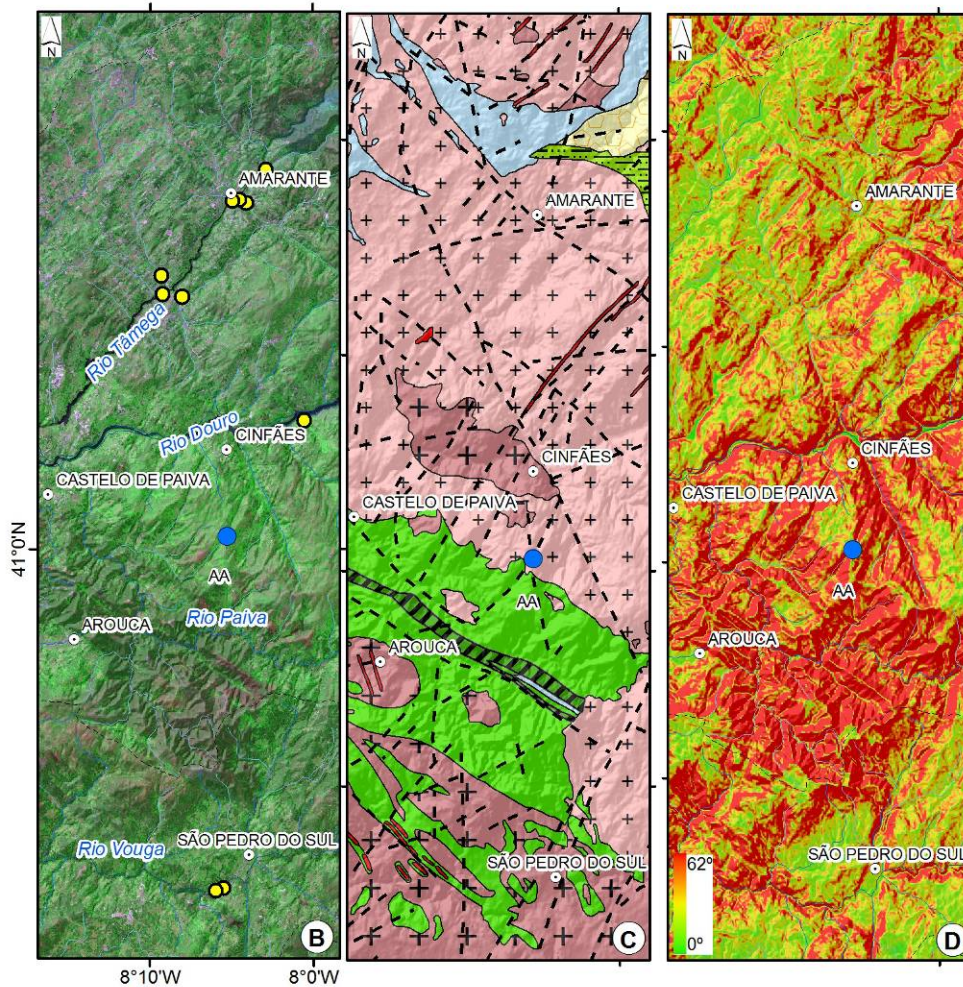 N
AMARANTE
Rio Tâmega
Rio Douro
CINFÃES
CASTELO DE PAIVA
41°0'N
AA
Rio Paiva
AROUCA
Rio Vouga
SÃO PEDRO DO SUL
B
8°10'W
8°0'W
N
AMARANTE
CINFÃES
CASTELO DE PAIVA
AA
AROUCA
SÃO PEDRO DO SUL
C
N
AMARANTE
CINFÃES
CASTELO DE PAIVA
AA
AROUCA
62º
SÃO PEDRO DO SUL
0º
D